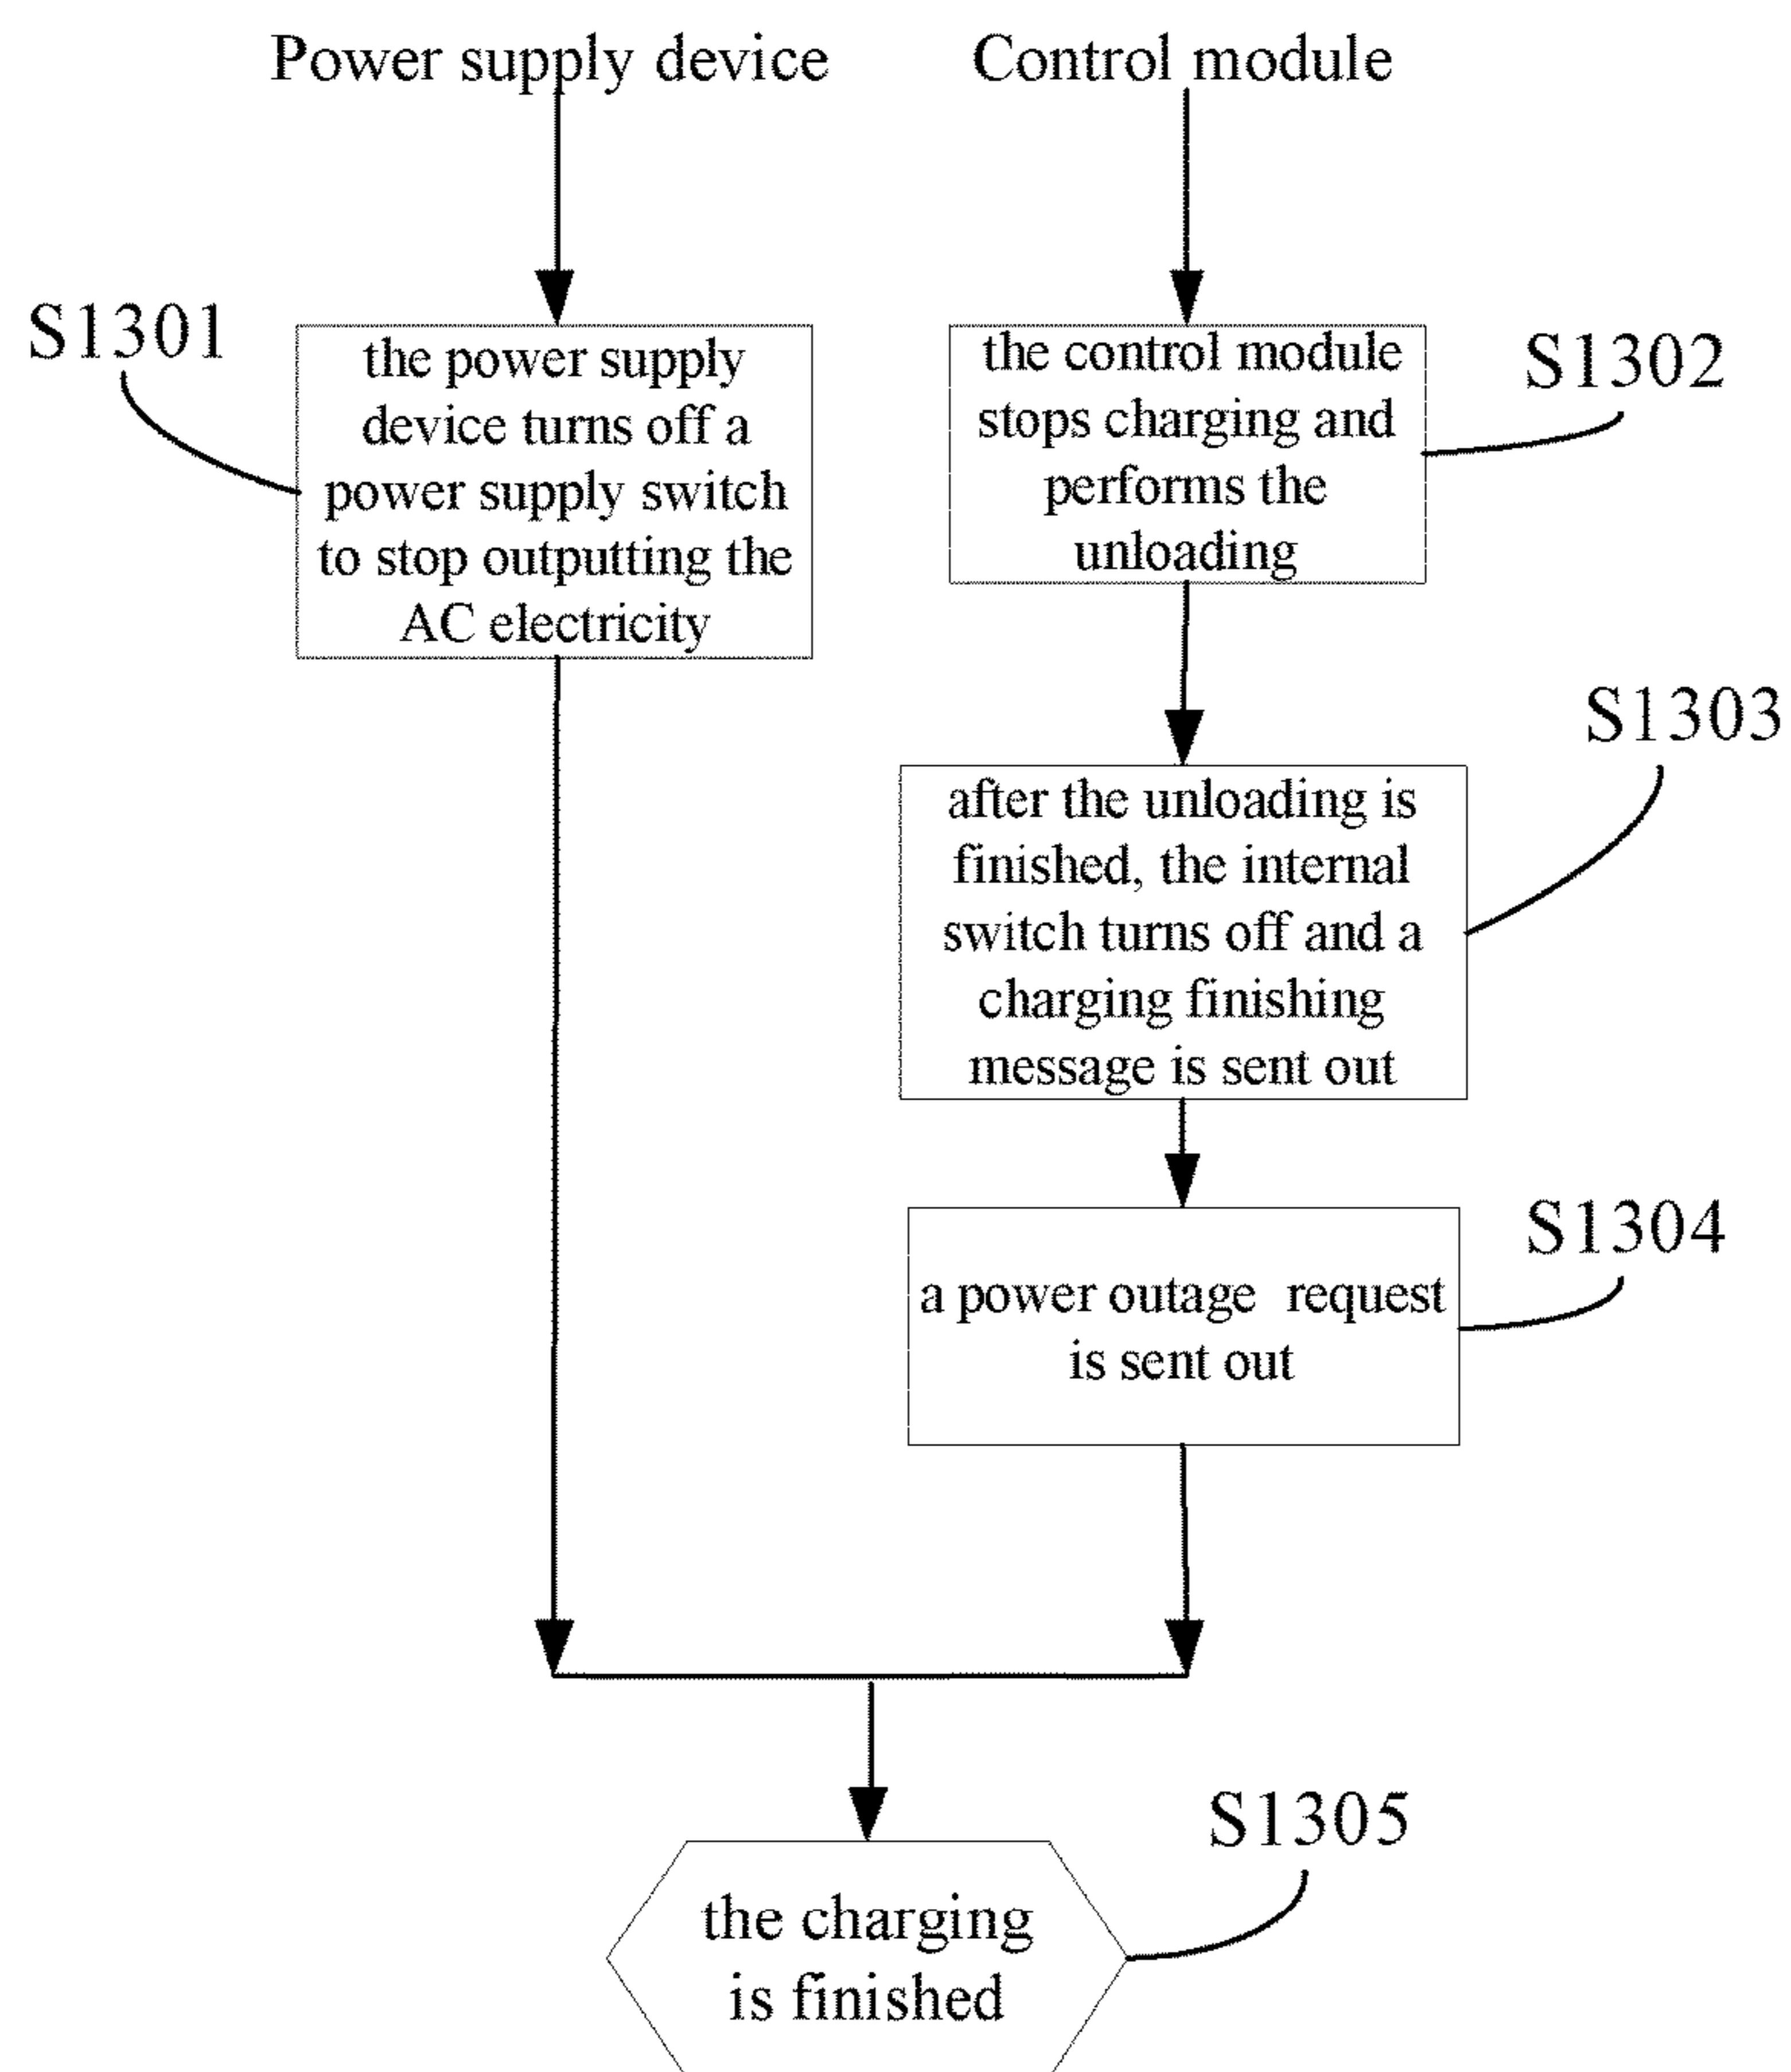 Power supply device
Control module
S1301
the power supply
device turns off a
power supply switch
to stop outputting the
AC electricity
the control module
stops charging and
performs the
unloading
S1302
S1303
after the unloading is
finished, the internal
switch turns off and a
charging finishing
message is sent out
S1304
a power outage request
is sent out
S1305
the charging
is finished